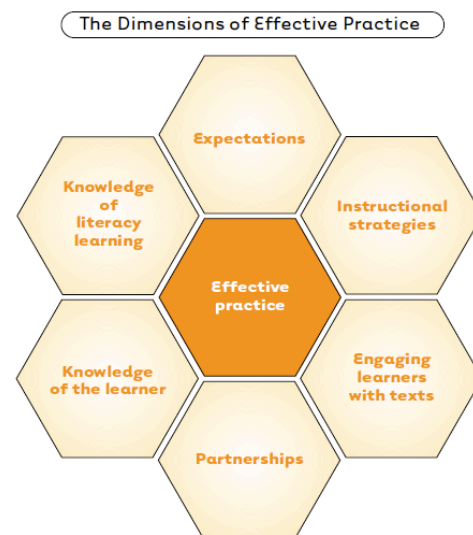 The Dimensions of Effective Practice
Expectations
Knowledge
of
literacy
learning
Instructional
strategies
Effective
practice
Knowledge
of the learner
Engaging
learners
with texts
Partnerships